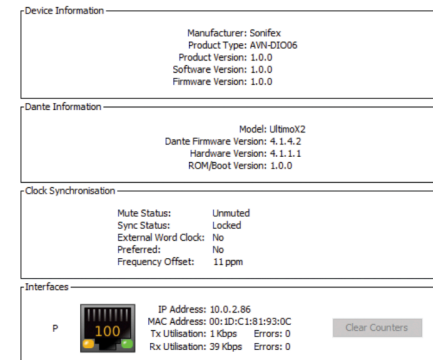 Device Information
Manufacturer: Sonifex
Product Type: AVN-DIO06
Product Version: 1.0.0
Software Version: 1.0.0
Firmware Version: 1.0.0
Dante Information
Model: UltimoX2
Dante Firmware Version: 4.1.4.2
Hardware Version: 4.1.1.1
ROM/Boot Version: 1.0.0
Clock Synchronisation
Mute Status: Unmuted
Sync Status: Locked
External Word Clock: No
Preferred: No
Frequency Offset: 11 ppm
Interfaces
IP Address: 10.0.2.86
MAC Address: 00:1D:C1:81:93:0C
P 100 Tx Utilisation: 1 Kbps Errors: 0 Clear Counters
Rx Utilisation: 39 Kbps Errors: 0